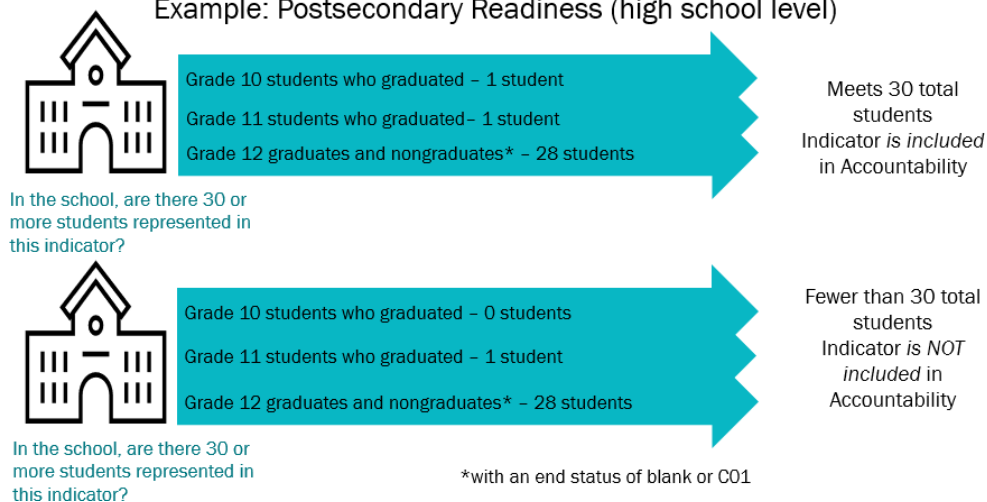 Example: Postsecondary Readiness (high school level)
Grade 10 students who graduated – 1 student
Grade 11 students who graduated– 1 student
Grade 12 graduates and nongraduates* – 28 students
Meets 30 total
students
Indicator is included
in Accountability
In the school, are there 30 or
more students represented in
this indicator?
Grade 10 students who graduated – 0 students
Grade 11 students who graduated – 1 student
Grade 12 graduates and nongraduates* – 28 students
Fewer than 30 total
students
Indicator is NOT
included in
Accountability
In the school, are there 30 or
more students represented in
this indicator?
*with an end status of blank or C01